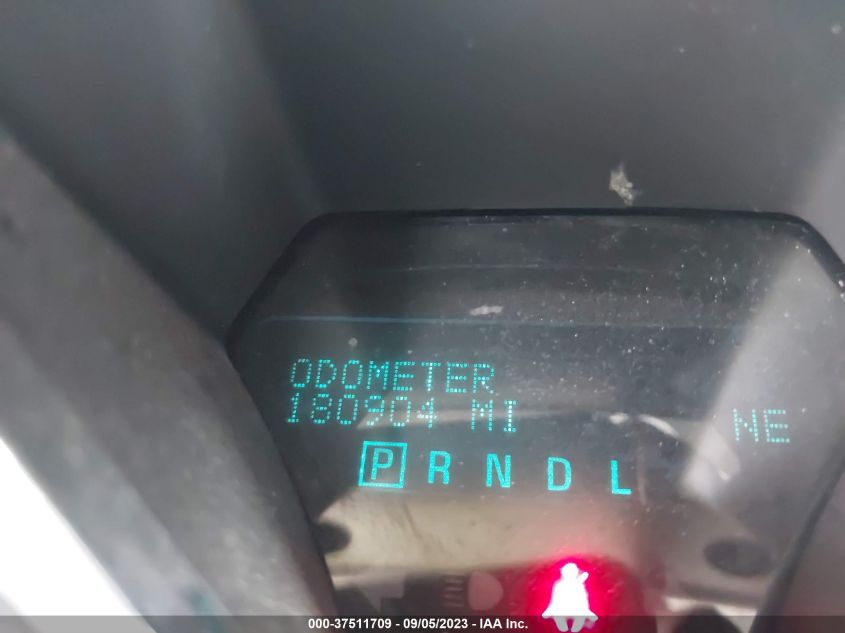 ODOMETER
180904 MI NE
P R N D L
000-37511709 - 09/05/2023 - IAA Inc.